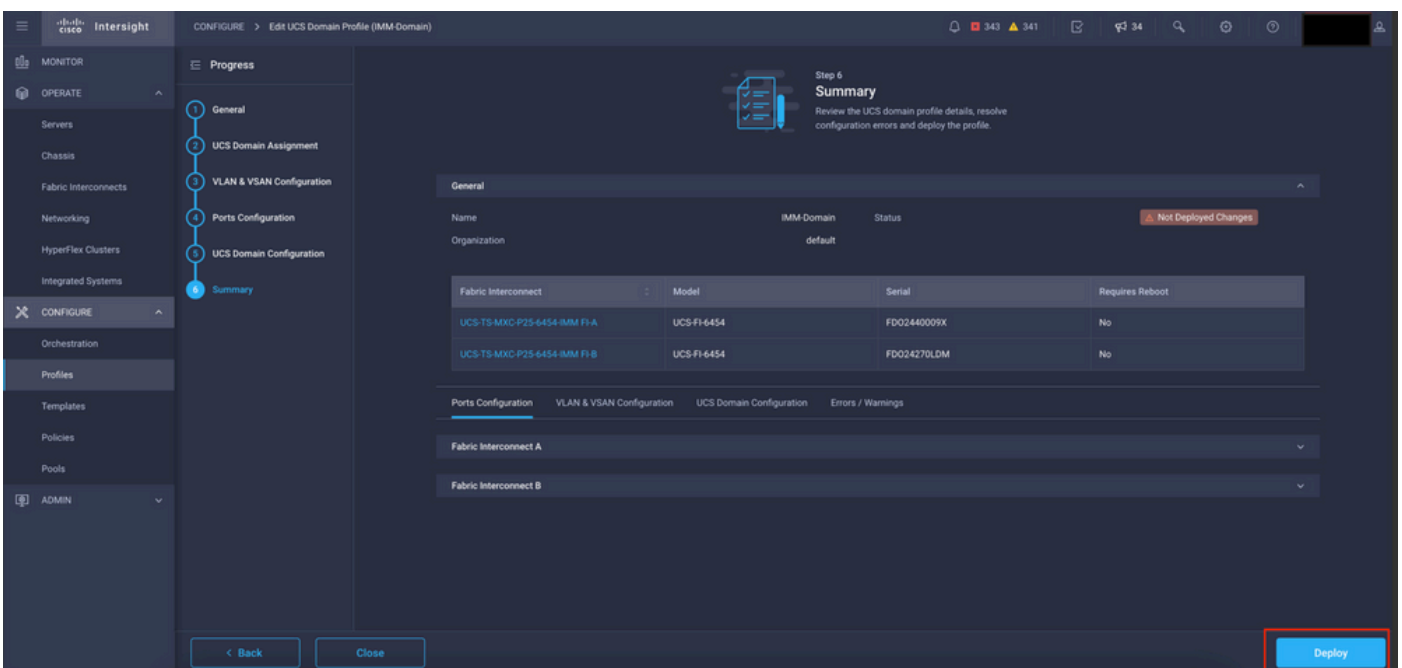 cisco Intersight
CONFIGURE > Edit UCS Domain Profile (IMM-Domain)
343 341 34
MONITOR
OPERATE
Servers
Chassis
Fabric Interconnects
Networking
HyperFlex Clusters
Integrated Systems
CONFIGURE
Orchestration
Profiles
Templates
Policies
Pools
ADMIN
Progress
1 General
2 UCS Domain Assignment
3 VLAN & VSAN Configuration
4 Ports Configuration
5 UCS Domain Configuration
6 Summary
Step 6
Summary
Review the UCS domain profile details, resolve
configuration errors and deploy the profile.
General
Name IMM-Domain Status Not Deployed Changes
Organization default
Fabric Interconnect Model Serial Requires Reboot
UCS-TS-MXC-P25-6454-IMM FI-A UCS-FI-6454 FDO2440009X No
UCS-TS-MXC-P25-6454-IMM FI-B UCS-FI-6454 FDO24270LDM No
Ports Configuration VLAN & VSAN Configuration UCS Domain Configuration Errors / Warnings
Fabric Interconnect A
Fabric Interconnect B
< Back Close Deploy